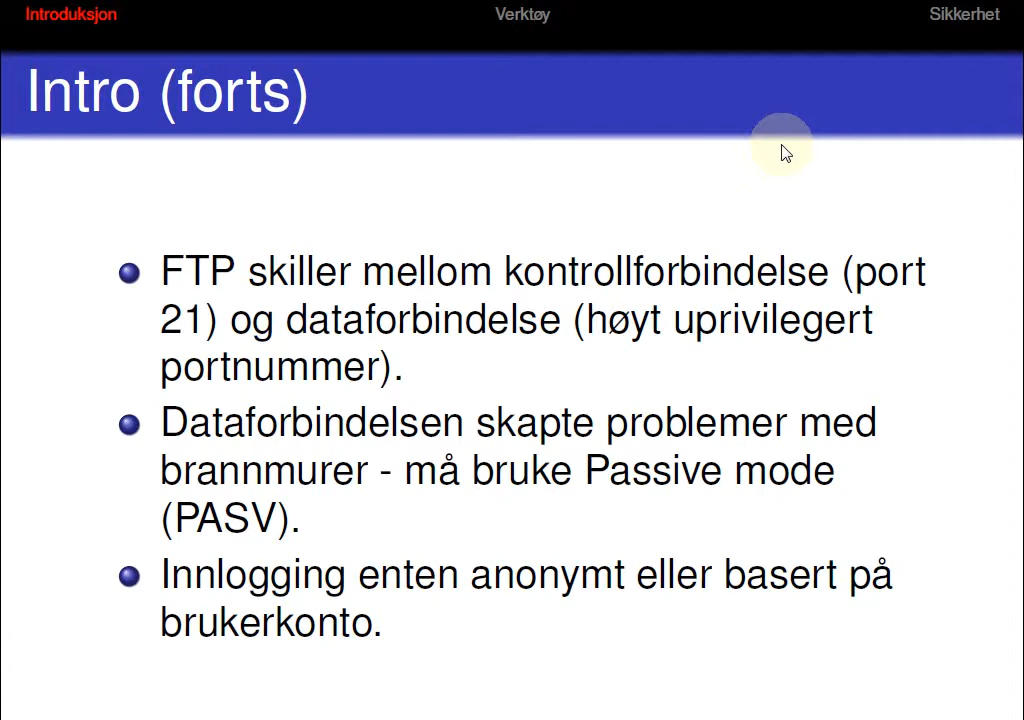 Introduksjon Verktøy Sikkerhet
Intro (forts)
FTP skiller mellom kontrollforbindelse (port
21) og dataforbindelse (høyt uprivilegert
portnummer).
Dataforbindelsen skapte problemer med
brannmurer - må bruke Passive mode
(PASV).
Innlogging enten anonymt eller basert på
brukerkonto.